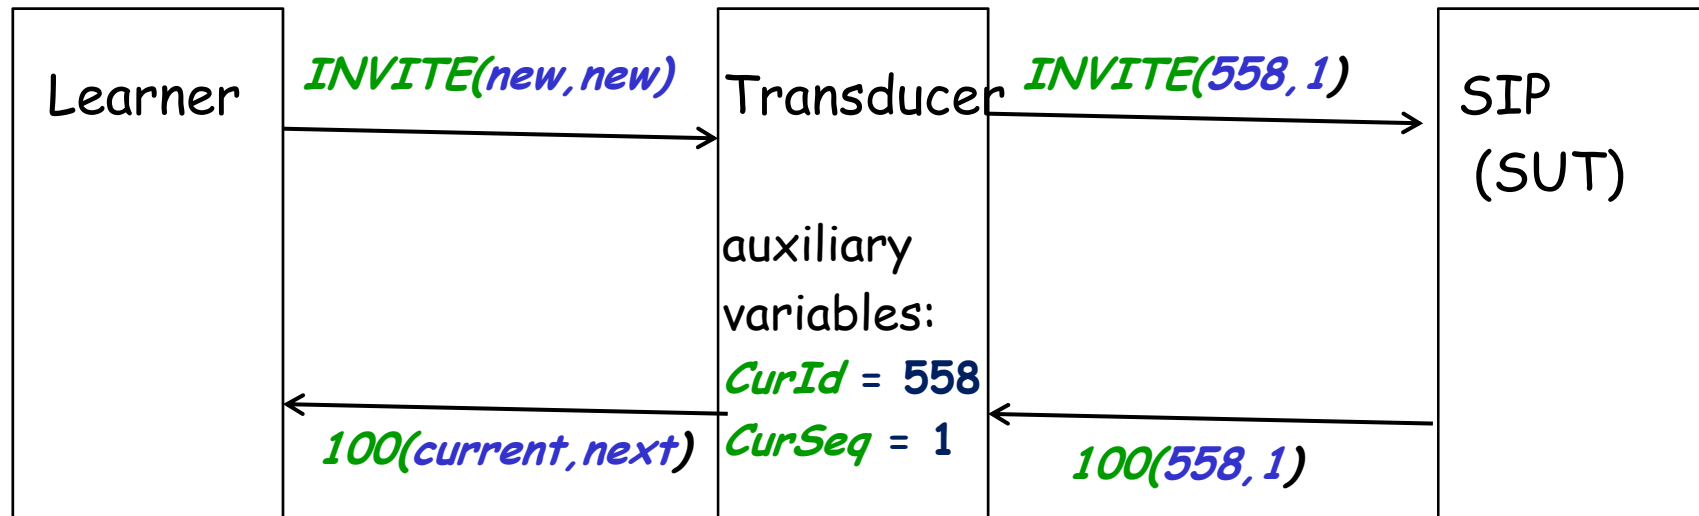 Learner
INVITE(new,new)
Transducer
INVITE(558,1)
SIP
(SUT)
auxiliary
variables:
CurId = 558
CurSeq = 1
100(current,next)
100(558,1)